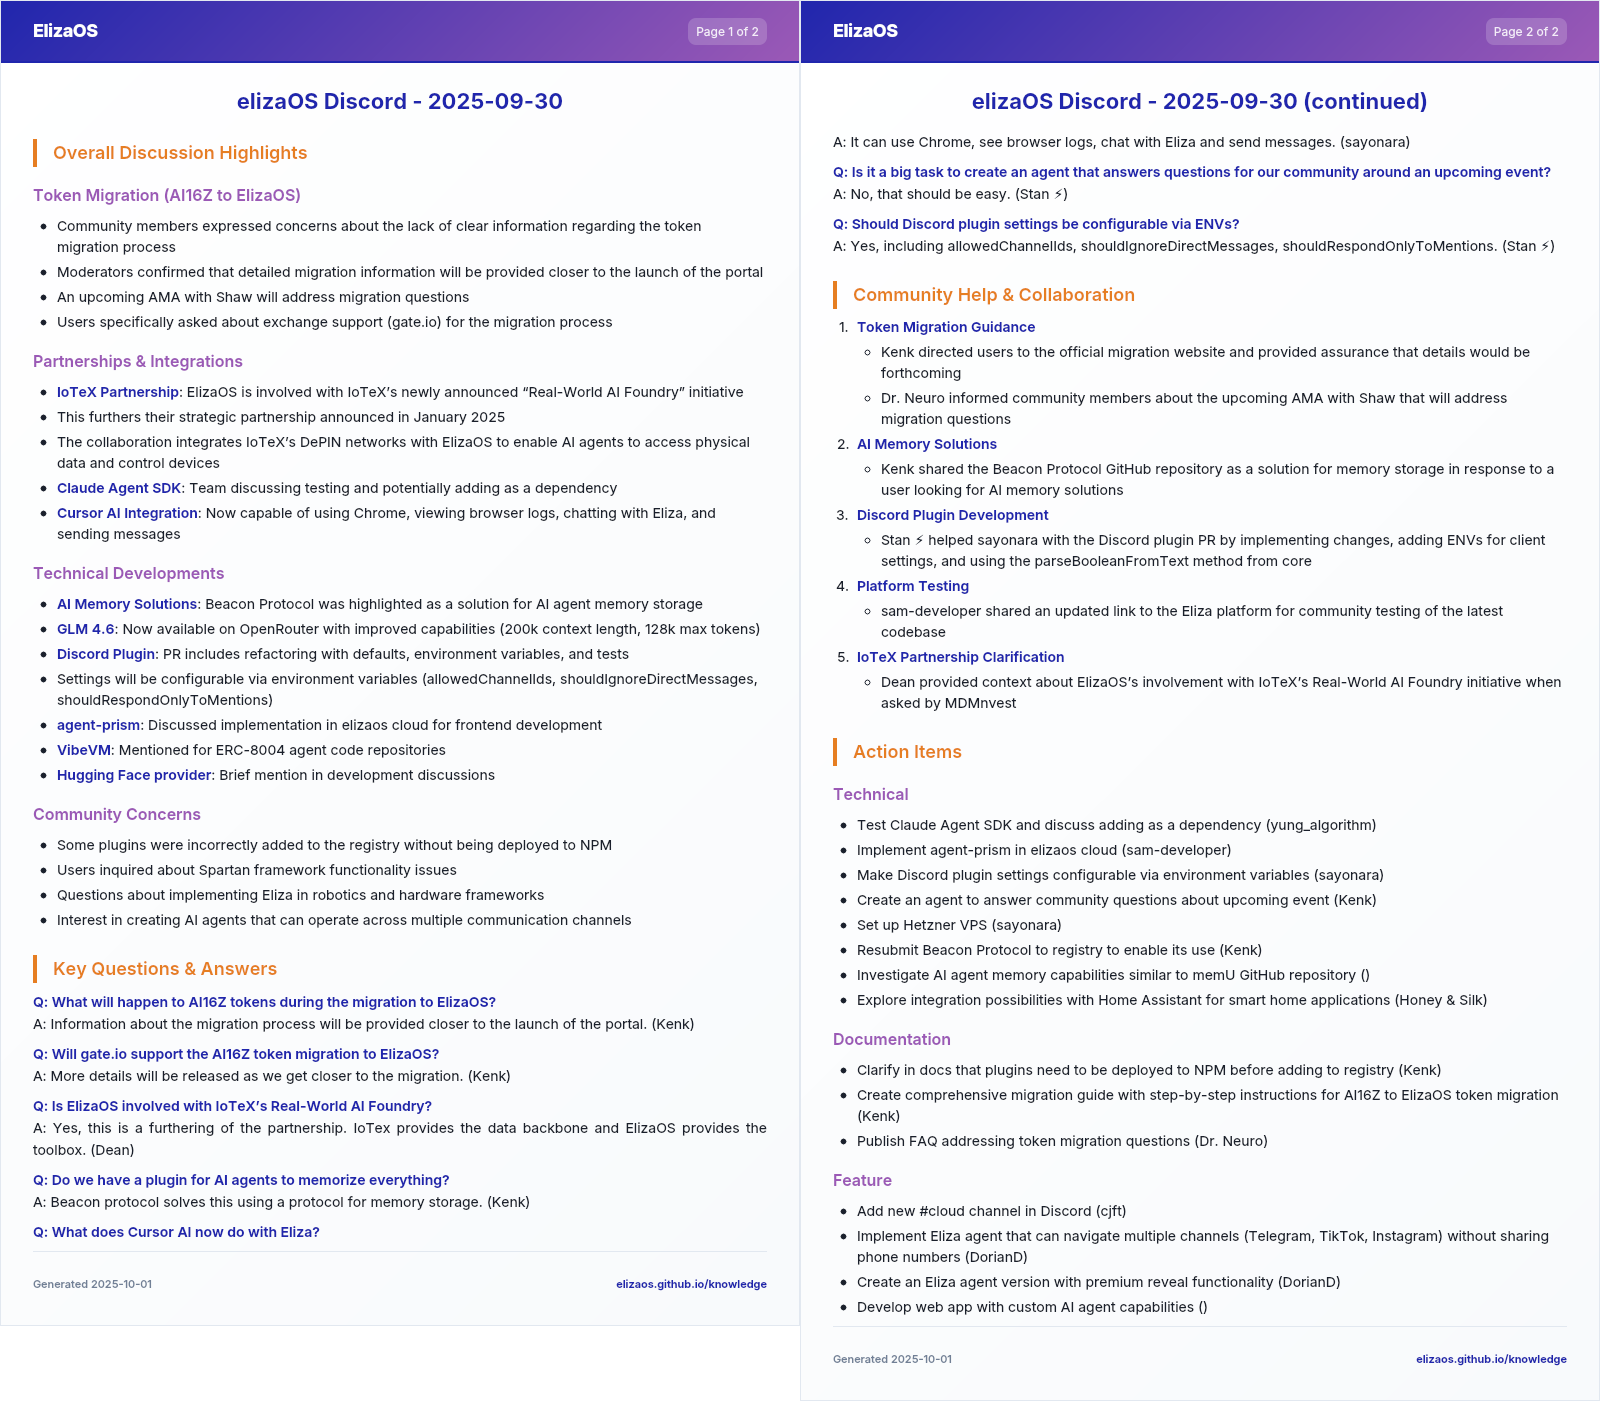 ElizaOS
Page 1 of 2
elizaOS Discord - 2025-09-30
Overall Discussion Highlights
Token Migration (AI16Z to ElizaOS)
• Community members expressed concerns about the lack of clear information regarding the token
migration process
• Moderators confirmed that detailed migration information will be provided closer to the launch of the portal
• An upcoming AMA with Shaw will address migration questions
• Users specifically asked about exchange support (gate.io) for the migration process
Partnerships & Integrations
• IoTeX Partnership: ElizaOS is involved with IoTeX’s newly announced “Real-World AI Foundry” initiative
• This furthers their strategic partnership announced in January 2025
• The collaboration integrates IoTeX’s DePIN networks with ElizaOS to enable AI agents to access physical
data and control devices
• Claude Agent SDK: Team discussing testing and potentially adding as a dependency
• Cursor AI Integration: Now capable of using Chrome, viewing browser logs, chatting with Eliza, and
sending messages
Technical Developments
• AI Memory Solutions: Beacon Protocol was highlighted as a solution for AI agent memory storage
• GLM 4.6: Now available on OpenRouter with improved capabilities (200k context length, 128k max tokens)
• Discord Plugin: PR includes refactoring with defaults, environment variables, and tests
• Settings will be configurable via environment variables (allowedChannelIds, shouldIgnoreDirectMessages,
shouldRespondOnlyToMentions)
• agent-prism: Discussed implementation in elizaos cloud for frontend development
• VibeVM: Mentioned for ERC-8004 agent code repositories
• Hugging Face provider: Brief mention in development discussions
Community Concerns
• Some plugins were incorrectly added to the registry without being deployed to NPM
• Users inquired about Spartan framework functionality issues
• Questions about implementing Eliza in robotics and hardware frameworks
• Interest in creating AI agents that can operate across multiple communication channels
Key Questions & Answers
Q: What will happen to AI16Z tokens during the migration to ElizaOS?
A: Information about the migration process will be provided closer to the launch of the portal. (Kenk)
Q: Will gate.io support the AI16Z token migration to ElizaOS?
A: More details will be released as we get closer to the migration. (Kenk)
Q: Is ElizaOS involved with IoTeX’s Real-World AI Foundry?
A: Yes, this is a furthering of the partnership. IoTex provides the data backbone and ElizaOS provides the
toolbox. (Dean)
Q: Do we have a plugin for AI agents to memorize everything?
A: Beacon protocol solves this using a protocol for memory storage. (Kenk)
Q: What does Cursor AI now do with Eliza?
Generated 2025-10-01
elizaos.github.io/knowledge
ElizaOS
Page 2 of 2
elizaOS Discord - 2025-09-30 (continued)
A: It can use Chrome, see browser logs, chat with Eliza and send messages. (sayonara)
Q: Is it a big task to create an agent that answers questions for our community around an upcoming event?
A: No, that should be easy. (Stan ⚡)
Q: Should Discord plugin settings be configurable via ENVs?
A: Yes, including allowedChannelIds, shouldIgnoreDirectMessages, shouldRespondOnlyToMentions. (Stan ⚡)
Community Help & Collaboration
1. Token Migration Guidance
◦ Kenk directed users to the official migration website and provided assurance that details would be
forthcoming
◦ Dr. Neuro informed community members about the upcoming AMA with Shaw that will address
migration questions
2. AI Memory Solutions
◦ Kenk shared the Beacon Protocol GitHub repository as a solution for memory storage in response to a
user looking for AI memory solutions
3. Discord Plugin Development
◦ Stan ⚡ helped sayonara with the Discord plugin PR by implementing changes, adding ENVs for client
settings, and using the parseBooleanFromText method from core
4. Platform Testing
◦ sam-developer shared an updated link to the Eliza platform for community testing of the latest
codebase
5. IoTeX Partnership Clarification
◦ Dean provided context about ElizaOS’s involvement with IoTeX’s Real-World AI Foundry initiative when
asked by MDMnvest
Action Items
Technical
• Test Claude Agent SDK and discuss adding as a dependency (yung_algorithm)
• Implement agent-prism in elizaos cloud (sam-developer)
• Make Discord plugin settings configurable via environment variables (sayonara)
• Create an agent to answer community questions about upcoming event (Kenk)
• Set up Hetzner VPS (sayonara)
• Resubmit Beacon Protocol to registry to enable its use (Kenk)
• Investigate AI agent memory capabilities similar to memU GitHub repository ()
• Explore integration possibilities with Home Assistant for smart home applications (Honey & Silk)
Documentation
• Clarify in docs that plugins need to be deployed to NPM before adding to registry (Kenk)
• Create comprehensive migration guide with step-by-step instructions for AI16Z to ElizaOS token migration
(Kenk)
• Publish FAQ addressing token migration questions (Dr. Neuro)
Feature
• Add new #cloud channel in Discord (cjft)
• Implement Eliza agent that can navigate multiple channels (Telegram, TikTok, Instagram) without sharing
phone numbers (DorianD)
• Create an Eliza agent version with premium reveal functionality (DorianD)
• Develop web app with custom AI agent capabilities ()
Generated 2025-10-01
elizaos.github.io/knowledge